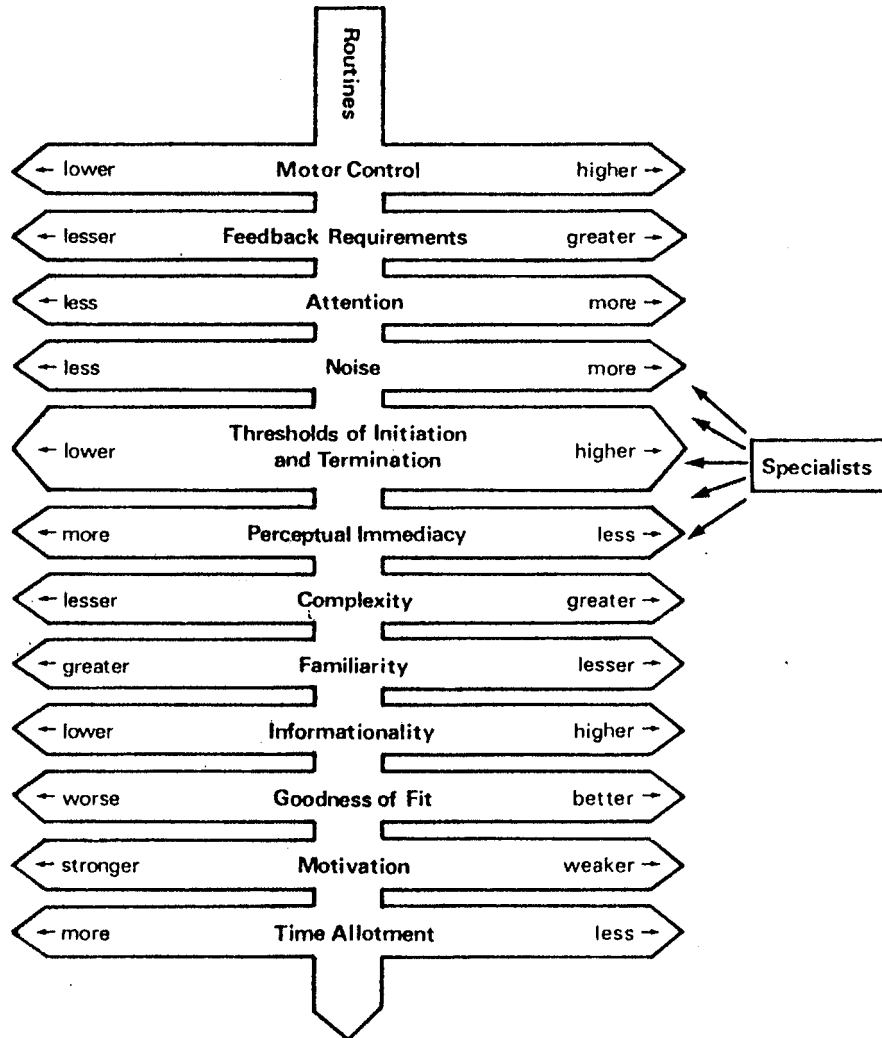 Routines
← lower Motor Control higher →
← lesser Feedback Requirements greater →
← less Attention more →
← less Noise more →
Thresholds of Initiation
← lower and Termination higher →
Specialists
← more Perceptual Immediacy less →
← lesser Complexity greater →
← greater Familiarity lesser →
← lower Informationality higher →
← worse Goodness of Fit better →
← stronger Motivation weaker →
← more Time Allotment less →